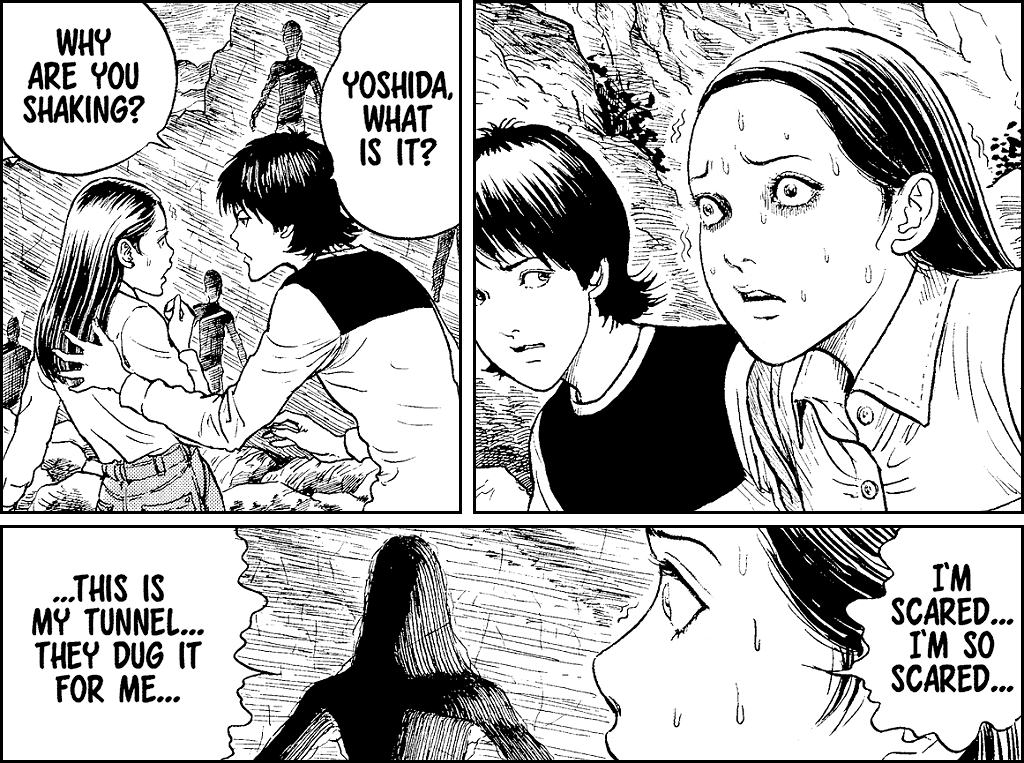 YOSHIDA,
WHAT
IS IT?
WHY
ARE YOU
SHAKING?
I'M
SCARED...
I'M SO
SCARED...
...THIS IS
MY TUNNEL...
THEY DUG IT
FOR ME...